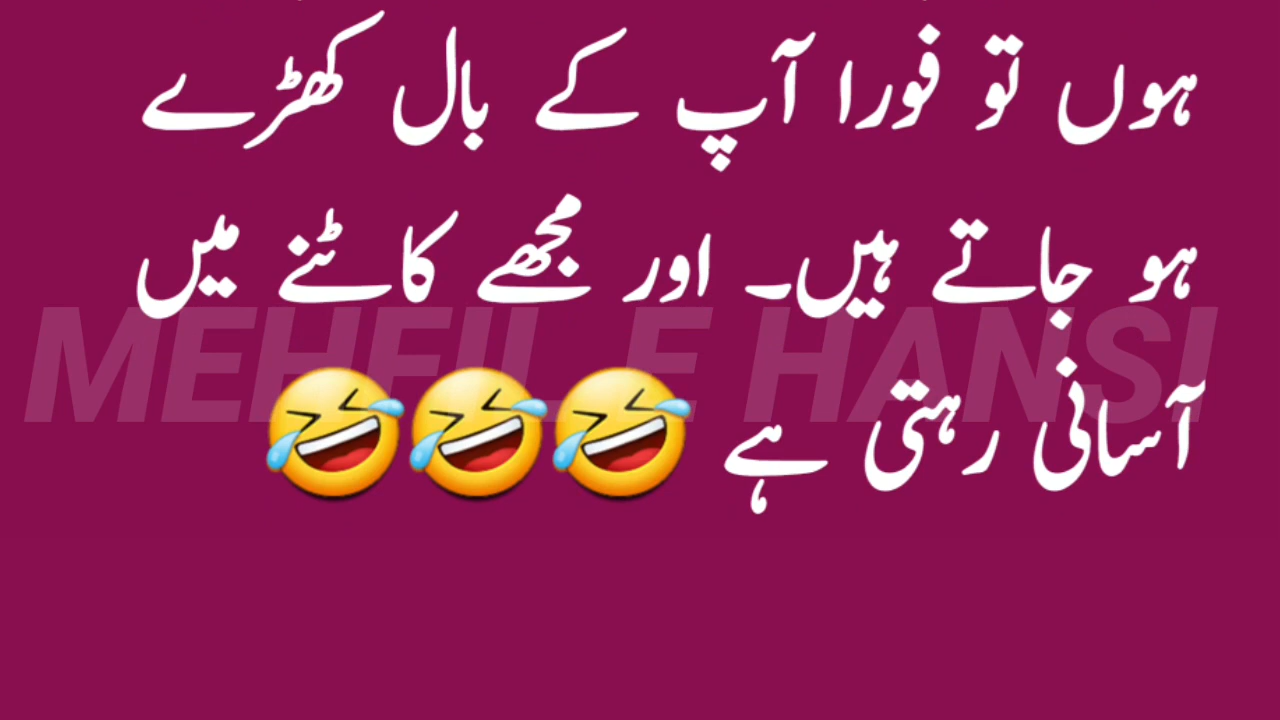 ہوں تو فورا آپ کے بال کھڑے
ہو جاتے ہیں۔ اور مجھے کاٹنے میں
MEHFIL E HANSI
آسانی رہتی ہے 🤣🤣🤣